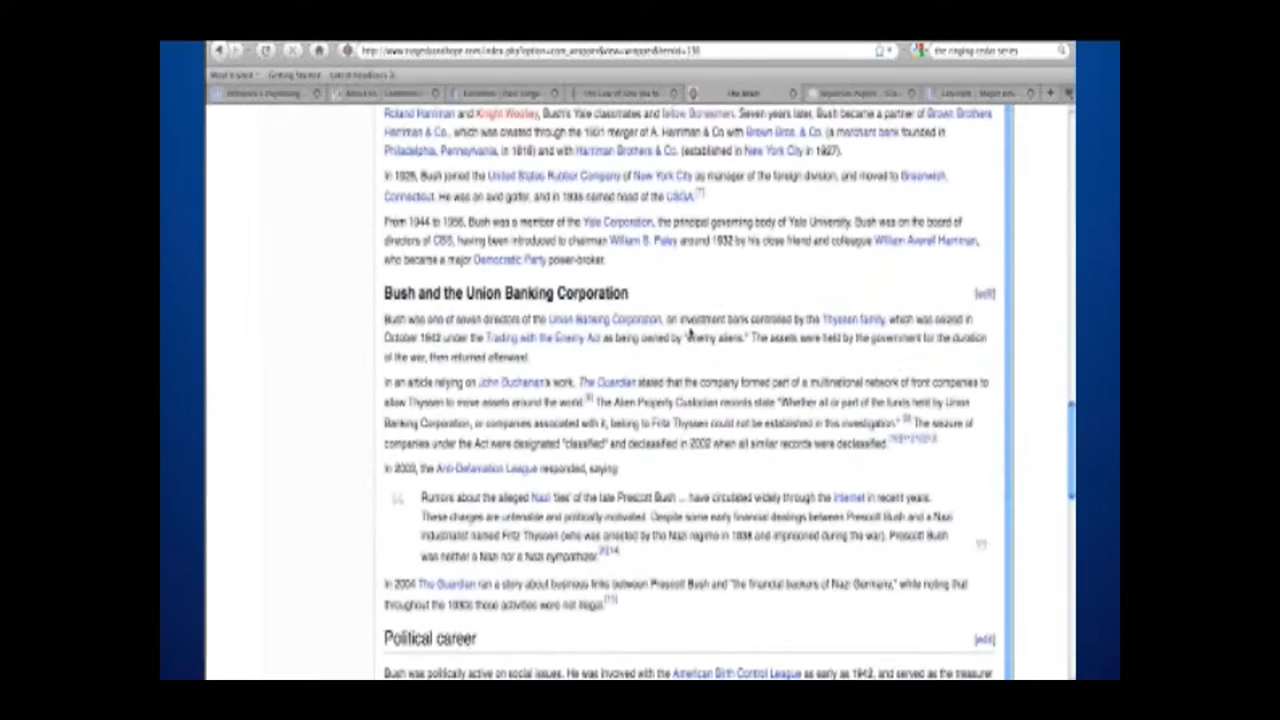 the ringing cedar series
Most Visited Getting Started Latest Headlines
Roland Harriman and Knight Woolley, Bush's Yale classmates and fellow Bonesmen. Seven years later, Bush became a partner of Brown Brothers
Harriman & Co., which was created through the 1931 merger of A. Harriman & Co with Brown Bros. & Co. (a merchant bank founded in
Philadelphia, Pennsylvania, in 1818) and with Harriman Brothers & Co. (established in New York City in 1927).
In 1925, Bush joined the United States Rubber Company of New York City as manager of the foreign division, and moved to Greenwich,
Connecticut. He was an avid golfer, and in 1935 named head of the USGA.[7]
From 1944 to 1956, Bush was a member of the Yale Corporation, the principal governing body of Yale University. Bush was on the board of
directors of CBS, having been introduced to chairman William S. Paley around 1932 by his close friend and colleague William Averell Harriman,
who became a major Democratic Party power-broker.
Bush and the Union Banking Corporation [edit]
Bush was one of seven directors of the Union Banking Corporation, an investment bank controlled by the Thyssen family, which was seized in
October 1942 under the Trading with the Enemy Act as being owned by "enemy aliens." The assets were held by the government for the duration
of the war, then returned afterward.
In an article relying on John Buchanan's work, The Guardian stated that the company formed part of a multinational network of front companies to
allow Thyssen to move assets around the world. The Alien Property Custodian records state "Whether all or part of the funds held by Union
Banking Corporation, or companies associated with it, belong to Fritz Thyssen could not be established in this investigation." The seizure of
companies under the Act were designated "classified" and declassified in 2002 when all similar records were declassified.
In 2003, the Anti-Defamation League responded, saying
Rumors about the alleged Nazi 'ties' of the late Prescott Bush ... have circulated widely through the Internet in recent years.
These charges are untenable and politically motivated. Despite some early financial dealings between Prescott Bush and a Nazi
industrialist named Fritz Thyssen (who was arrested by the Nazi regime in 1938 and imprisoned during the war), Prescott Bush
was neither a Nazi nor a Nazi sympathizer.
In 2004 The Guardian ran a story about business links between Prescott Bush and "the financial backers of Nazi Germany," while noting that
throughout the 1930s those activities were not illegal.
Political career [edit]
Bush was politically active on social issues. He was involved with the American Birth Control League as early as 1942, and served as the treasurer